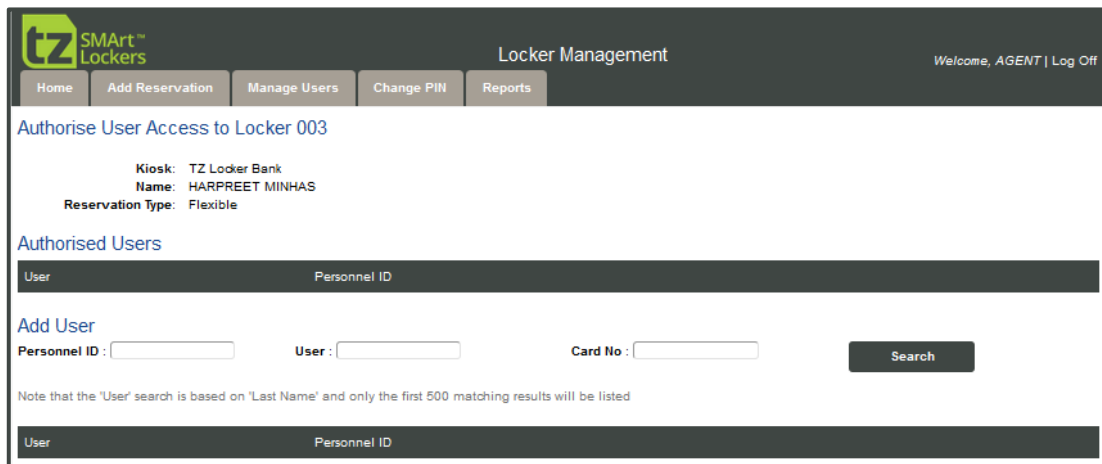 tz SMArt™ Lockers
Locker Management
Welcome, AGENT | Log Off
Home Add Reservation Manage Users Change PIN Reports
Authorise User Access to Locker 003
Kiosk: TZ Locker Bank
Name: HARPREET MINHAS
Reservation Type: Flexible
Authorised Users
User Personnel ID
Add User
Personnel ID : User : Card No : Search
Note that the 'User' search is based on 'Last Name' and only the first 500 matching results will be listed
User Personnel ID